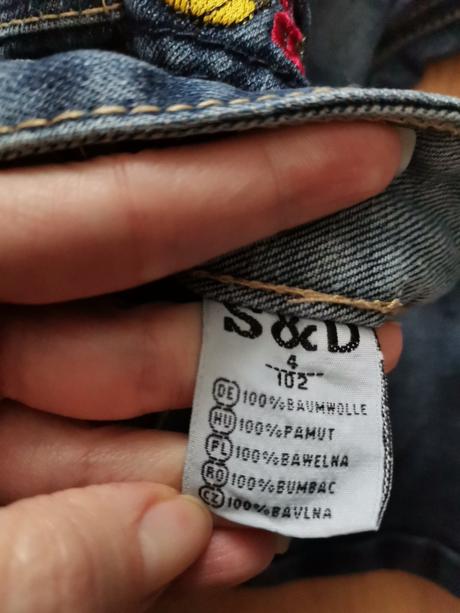 S&D
4
102
DE 100%BAUMWOLLE
HU 100%PAMUT
PL 100%BAWELNA
RO 100%BUMBAC
CZ 100%BAVLNA